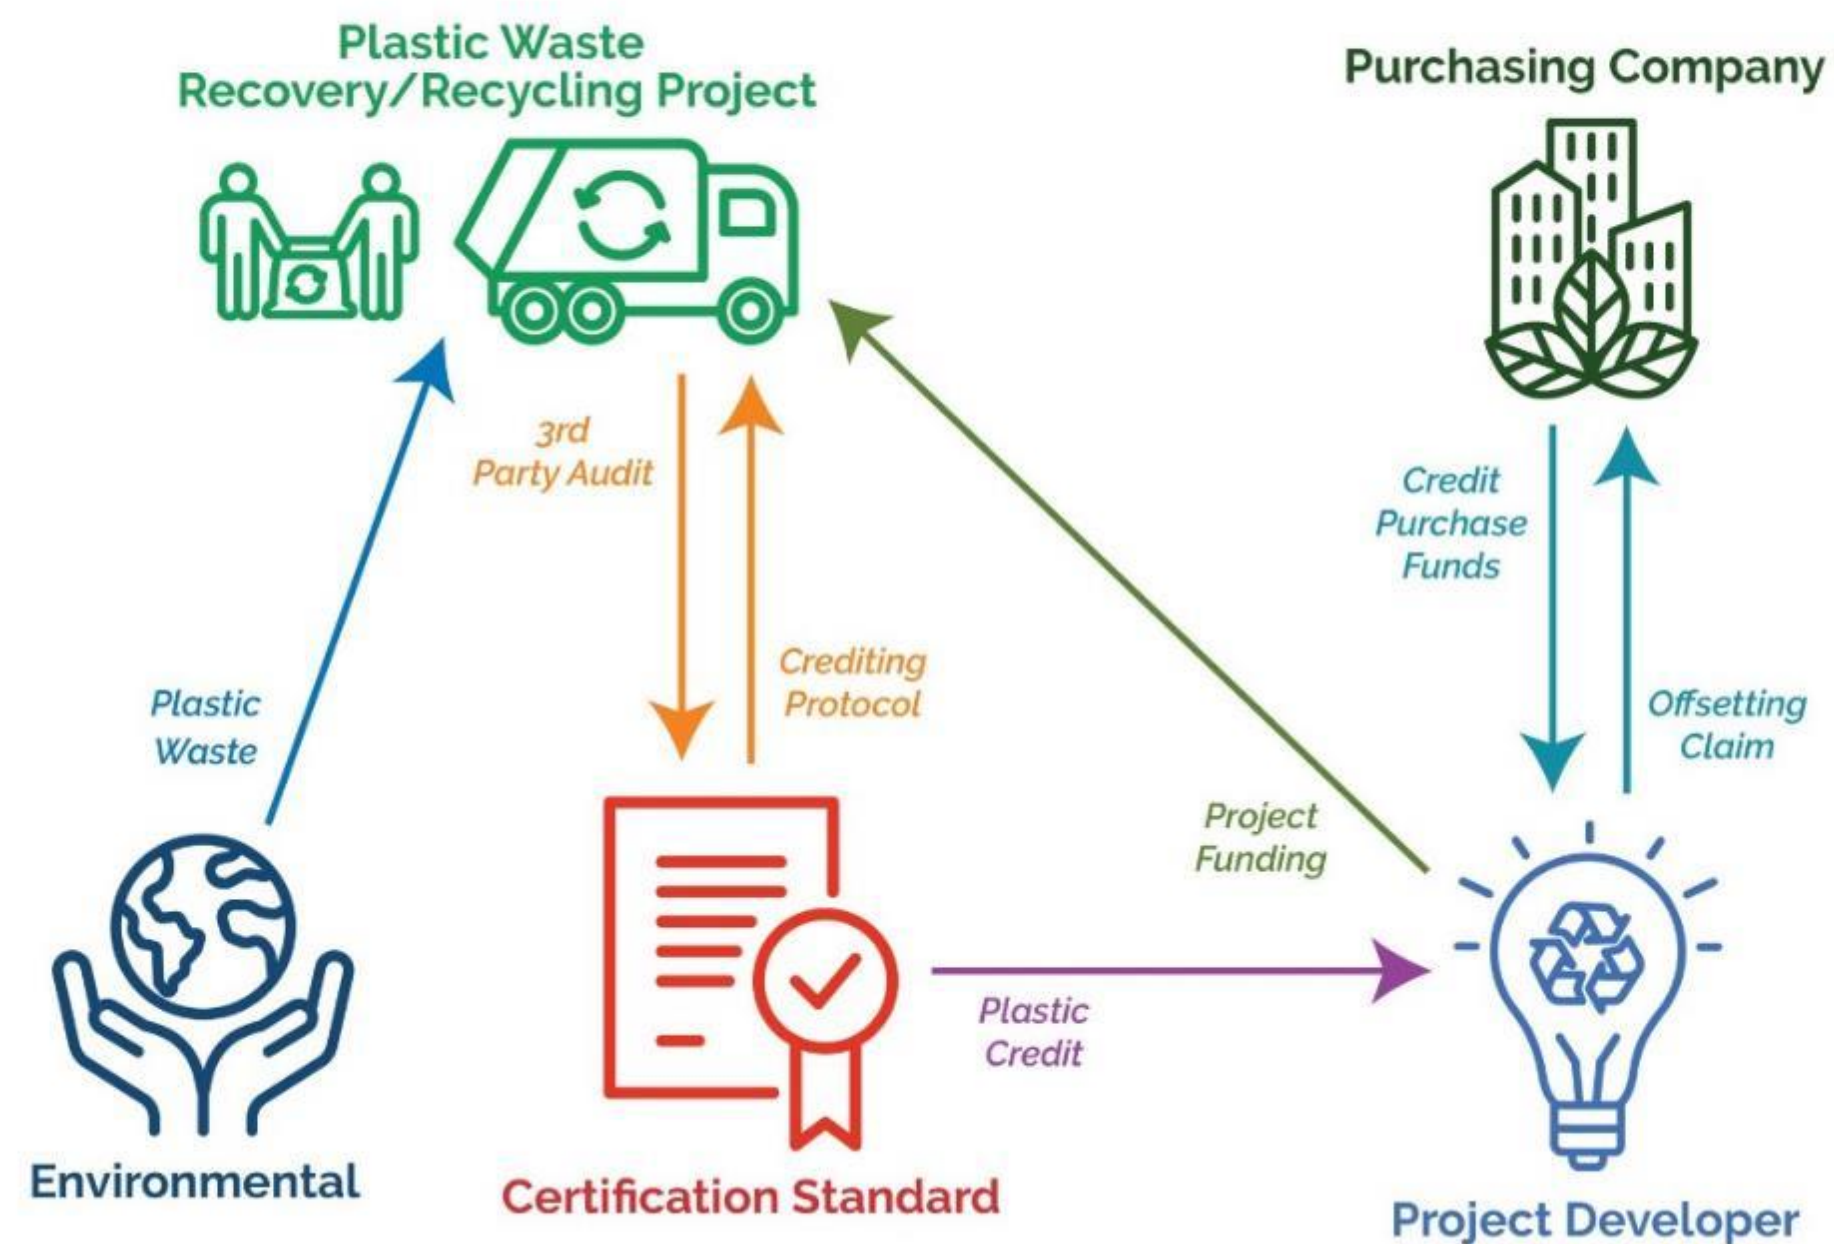 Plastic Waste
Recovery/Recycling Project
Purchasing Company
3rd
Party Audit
Credit
Purchase
Funds
Crediting
Protocol
Plastic
Waste
Offsetting
Claim
Project
Funding
Plastic
Credit
Environmental
Certification Standard
Project Developer